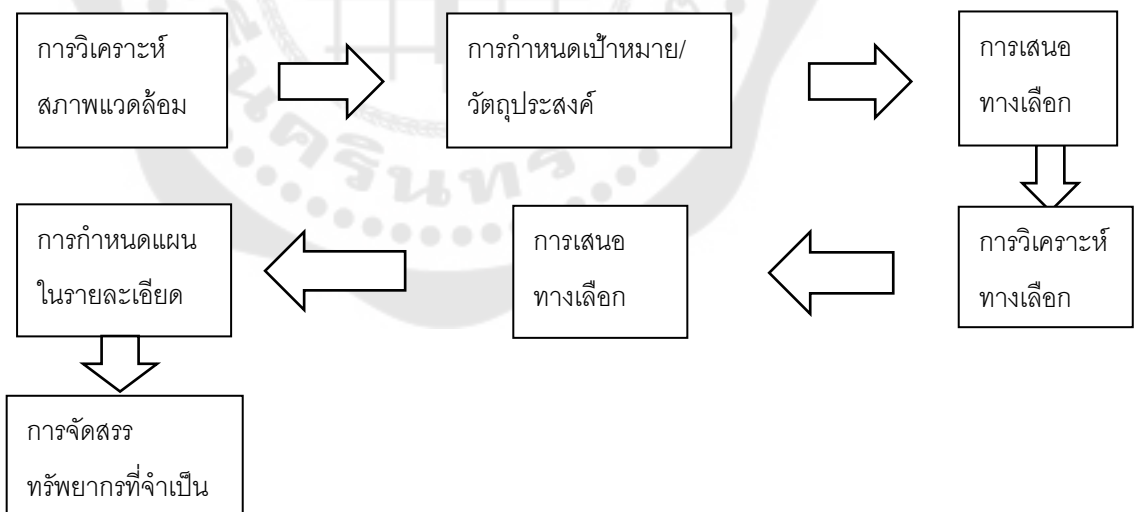 การวิเคราะห์
สภาพแวดล้อม
การกำหนดเป้าหมาย/
วัตถุประสงค์
การเสนอ
ทางเลือก
การวิเคราะห์
ทางเลือก
การเสนอ
ทางเลือก
การกำหนดแผน
ในรายละเอียด
การจัดสรร
ทรัพยากรที่จำเป็น